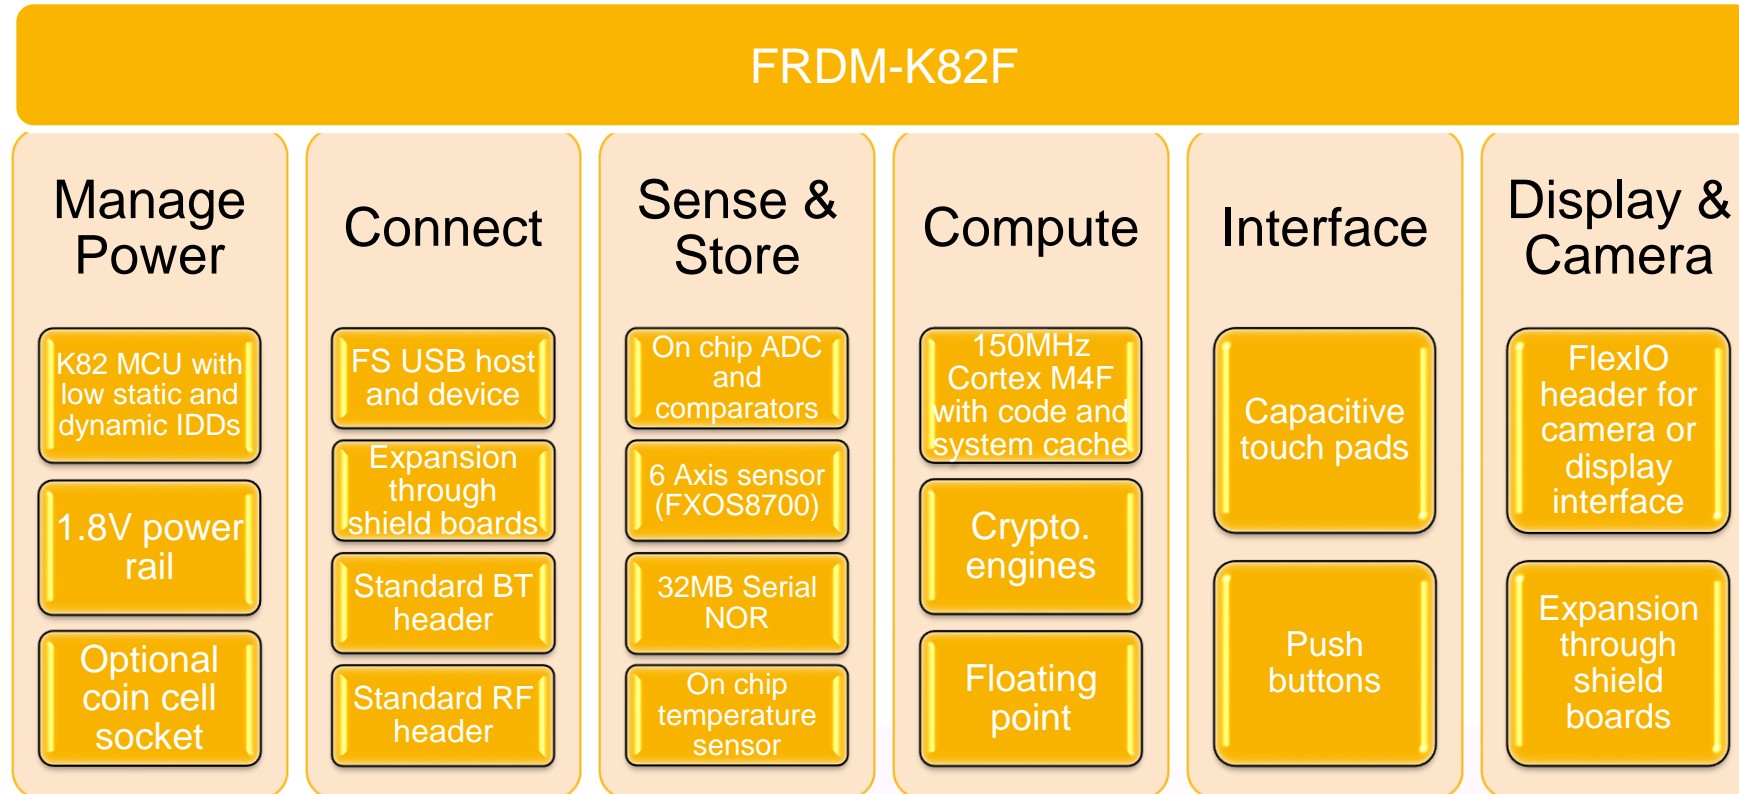 FRDM-K82F
Manage
Power
K82 MCU with
low static and
dynamic IDDs
1.8V power
rail
Optional
coin cell
socket
Connect
FS USB host
and device
Expansion
through
shield boards
Standard BT
header
Standard RF
header
Sense &
Store
On chip ADC
and
comparators
6 Axis sensor
(FXOS8700)
32MB Serial
NOR
On chip
temperature
sensor
Compute
150MHz
Cortex M4F
with code and
system cache
Crypto.
engines
Floating
point
Interface
Capacitive
touch pads
Push
buttons
Display &
Camera
FlexIO
header for
camera or
display
interface
Expansion
through
shield
boards